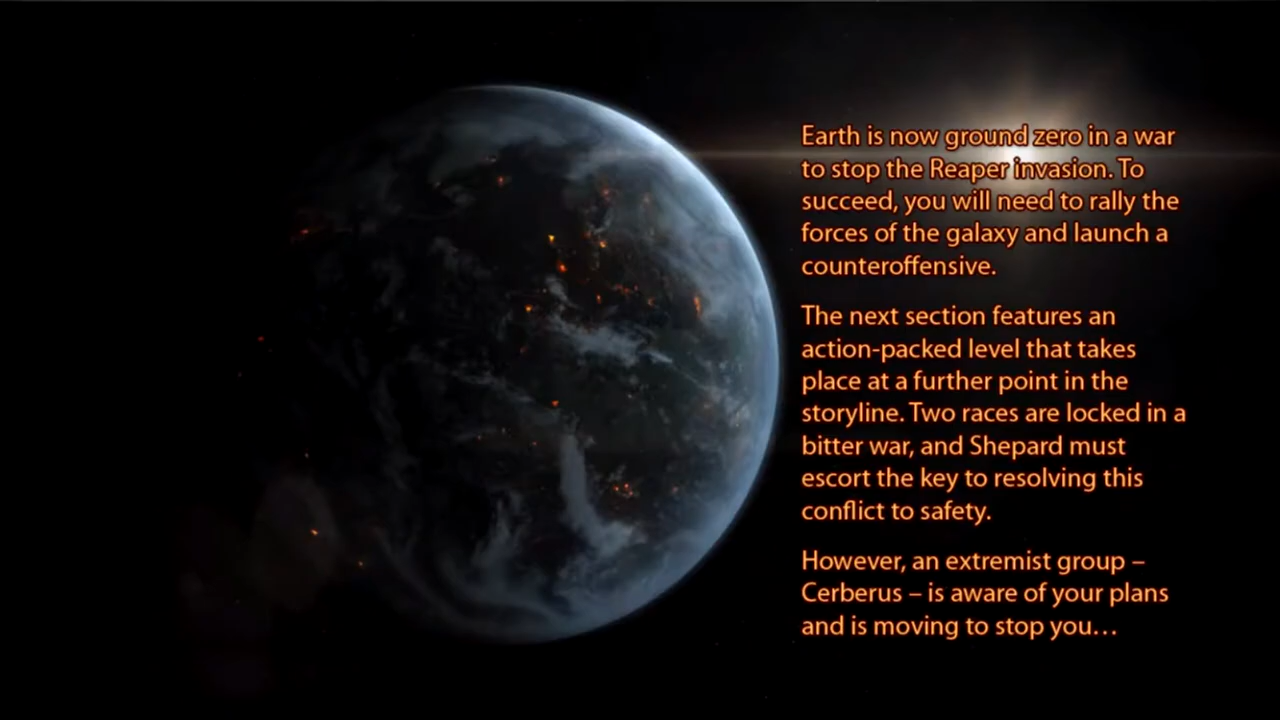 Earth is now ground zero in a war
to stop the Reaper invasion. To
succeed, you will need to rally the
forces of the galaxy and launch a
counteroffensive.
The next section features an
action-packed level that takes
place at a further point in the
storyline. Two races are locked in a
bitter war, and Shepard must
escort the key to resolving this
conflict to safety.
However, an extremist group –
Cerberus – is aware of your plans
and is moving to stop you…